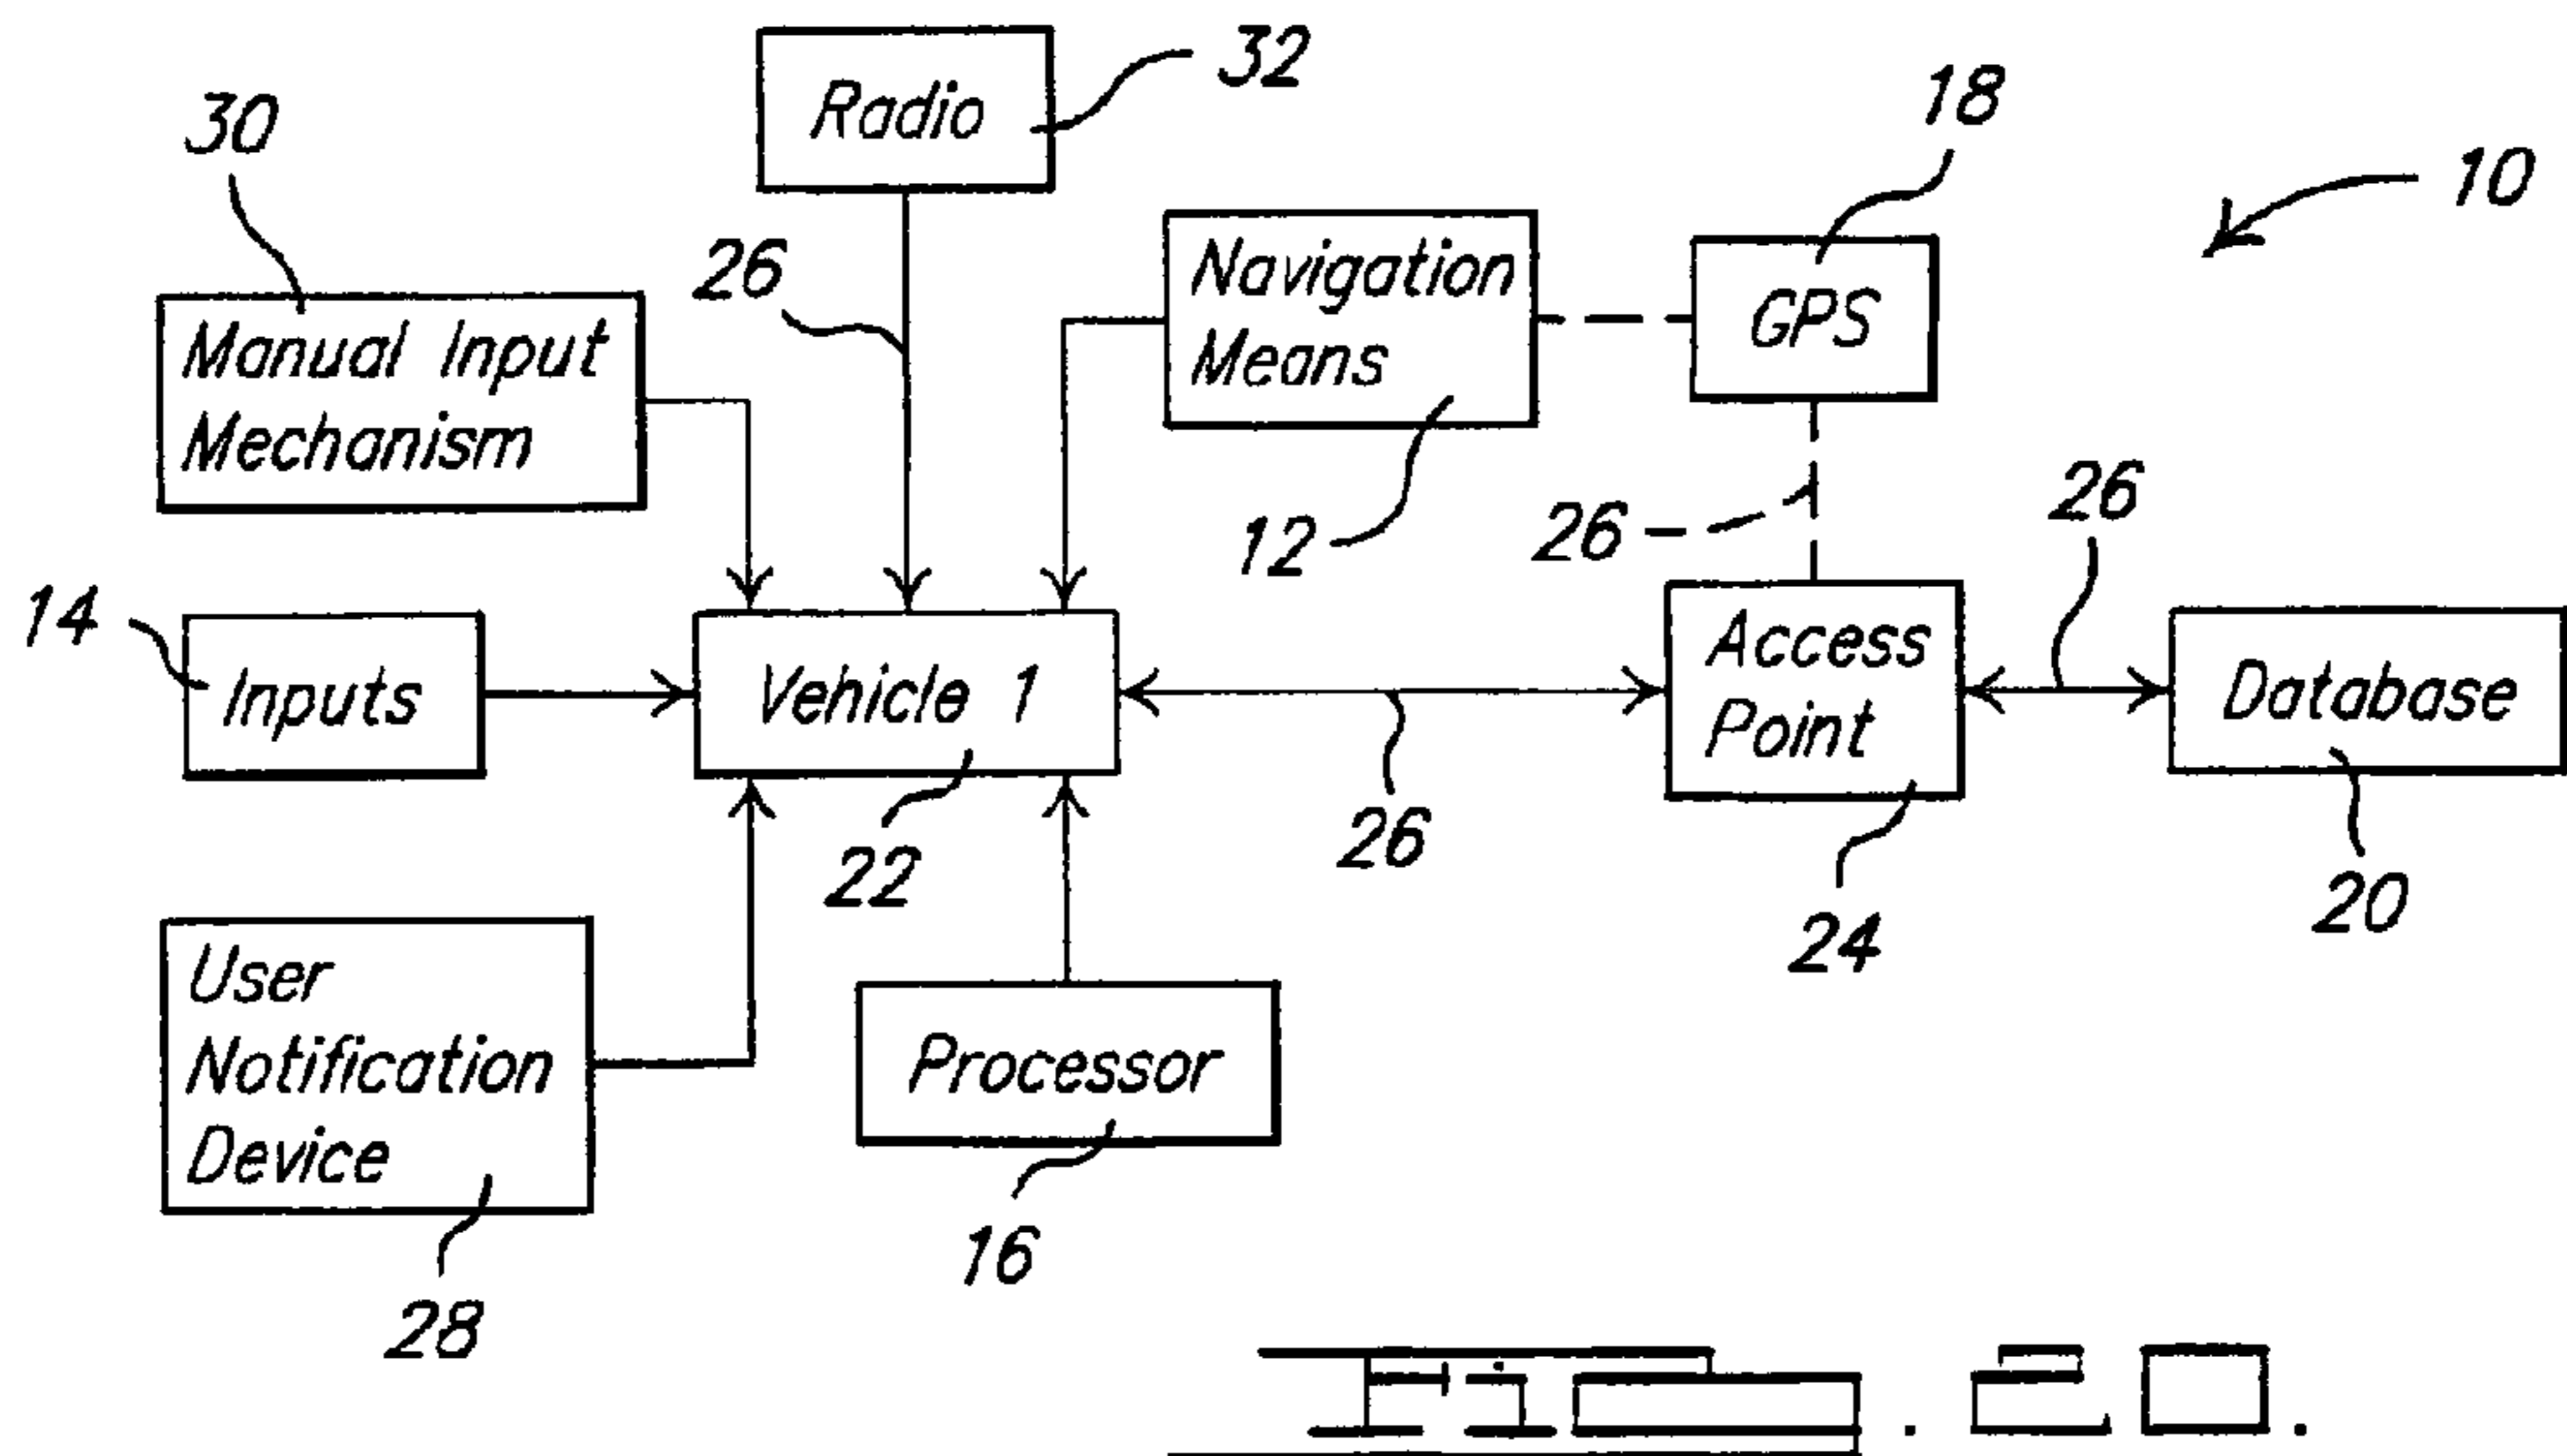 Radio
32
30
18
10
Manual Input
Mechanism
26
Navigation
Means
GPS
12
26
26
14
Inputs
Vehicle 1
Access
Point
Database
22
26
24
20
User
Notification
Device
Processor
16
28